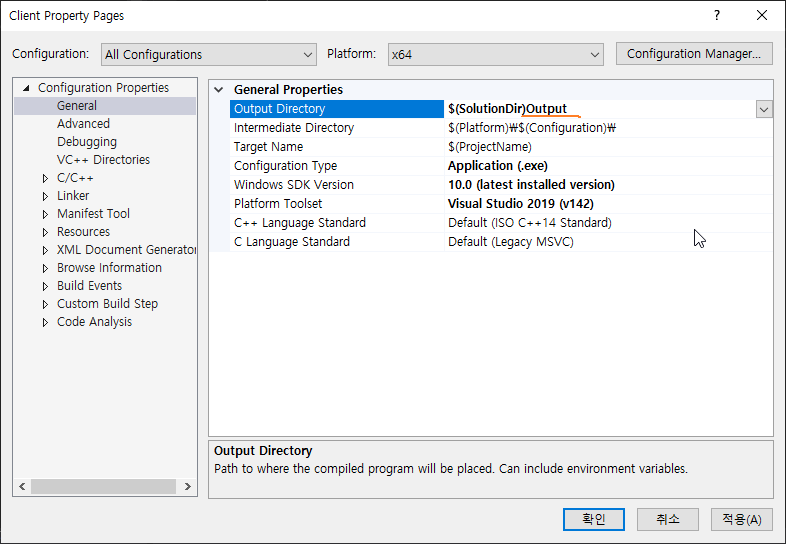 Client Property Pages
?
Configuration: All Configurations Platform: x64 Configuration Manager...
Configuration Properties
General
Advanced
Debugging
VC++ Directories
C/C++
Linker
Manifest Tool
Resources
XML Document Generator
Browse Information
Build Events
Custom Build Step
Code Analysis
General Properties
Output Directory $(SolutionDir)Output
Intermediate Directory $(Platform)₩$(Configuration)₩
Target Name $(ProjectName)
Configuration Type Application (.exe)
Windows SDK Version 10.0 (latest installed version)
Platform Toolset Visual Studio 2019 (v142)
C++ Language Standard Default (ISO C++14 Standard)
C Language Standard Default (Legacy MSVC)
Output Directory
Path to where the compiled program will be placed. Can include environment variables.
확인 취소 적용(A)